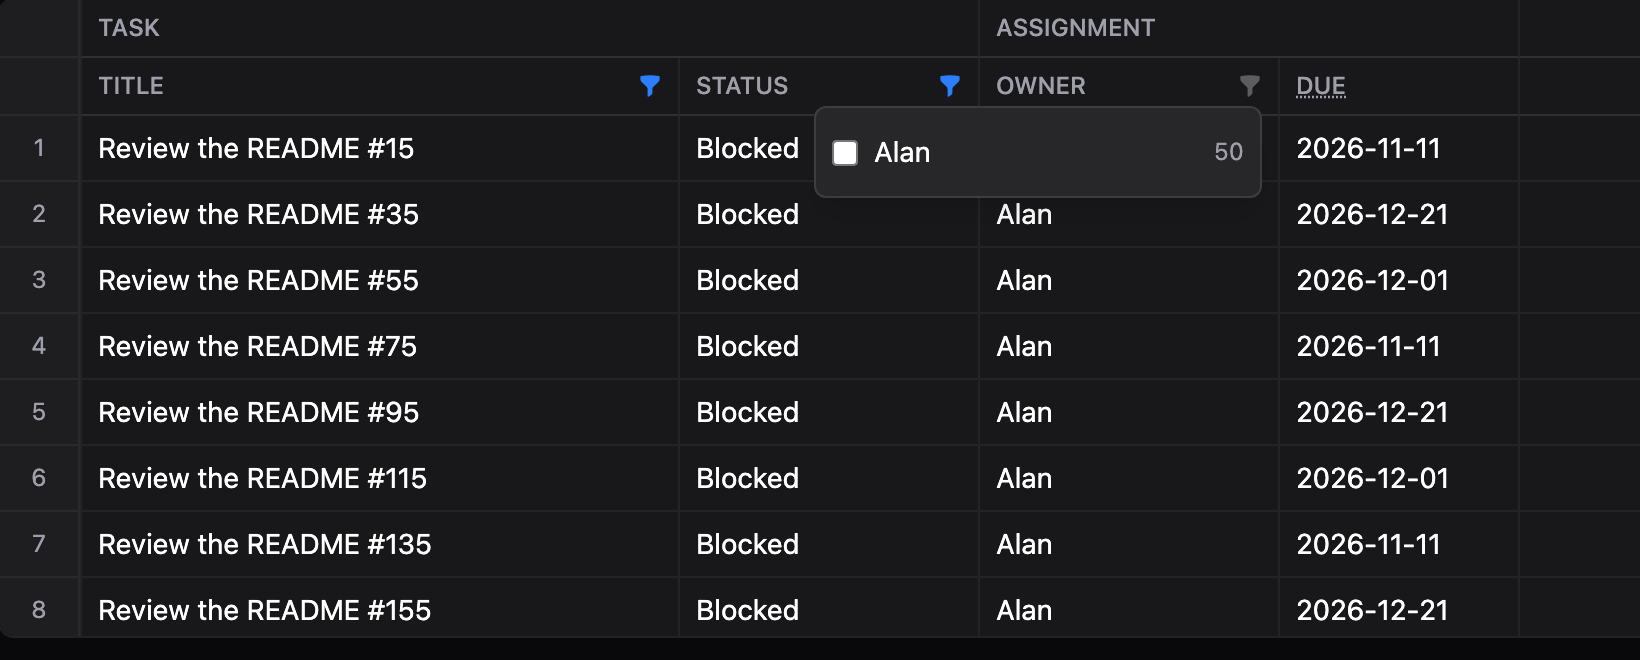 TASK ASSIGNMENT
TITLE STATUS OWNER DUE
1 Review the README #15 Blocked 2026-11-11
Alan 50
2 Review the README #35 Blocked Alan 2026-12-21
3 Review the README #55 Blocked Alan 2026-12-01
4 Review the README #75 Blocked Alan 2026-11-11
5 Review the README #95 Blocked Alan 2026-12-21
6 Review the README #115 Blocked Alan 2026-12-01
7 Review the README #135 Blocked Alan 2026-11-11
8 Review the README #155 Blocked Alan 2026-12-21